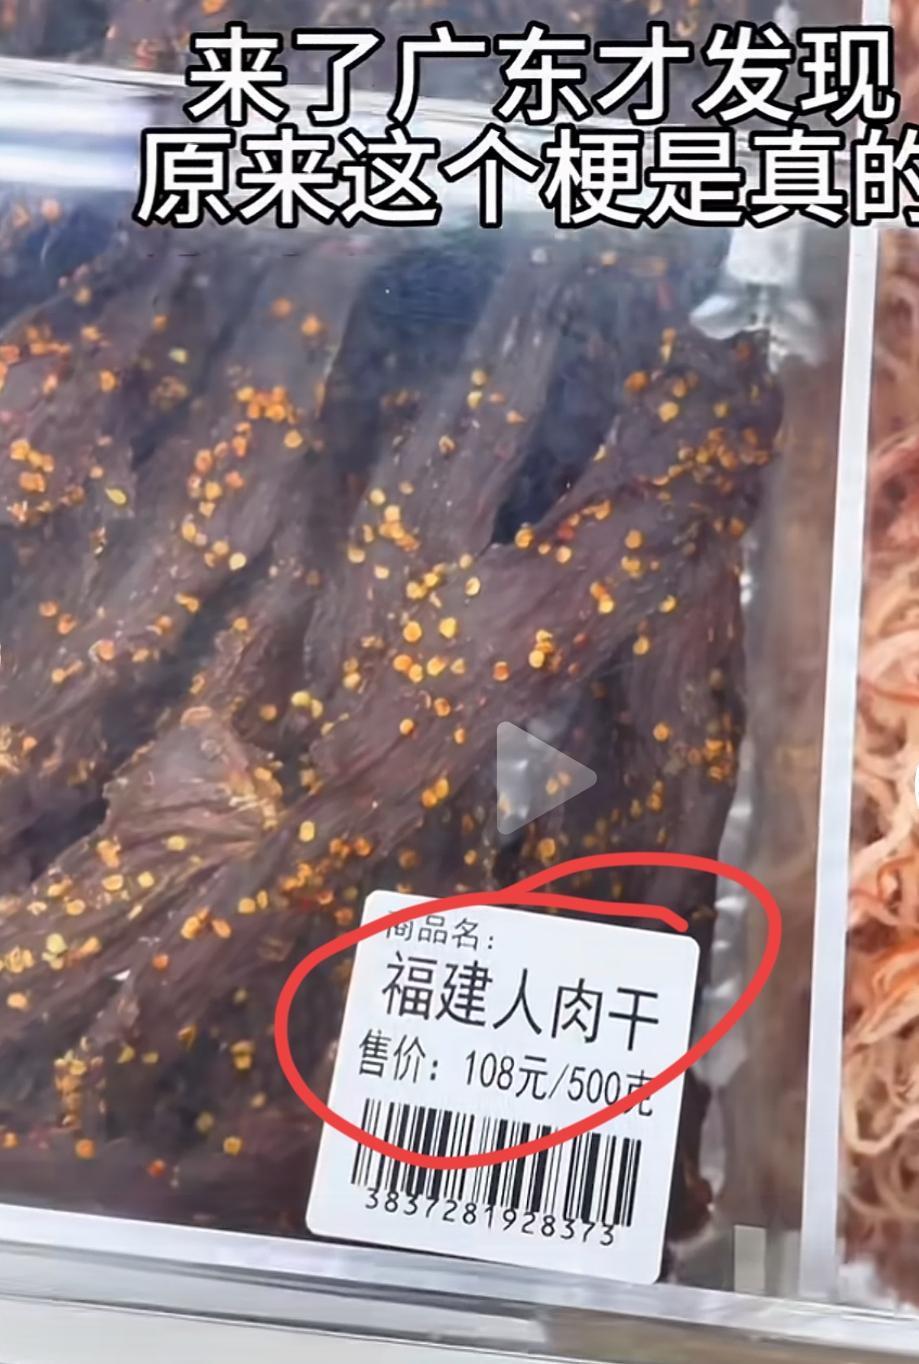 来了广东才发现
原来这个梗是真的
商品名：
福建人肉干
售价：108元/500克
3837281928373